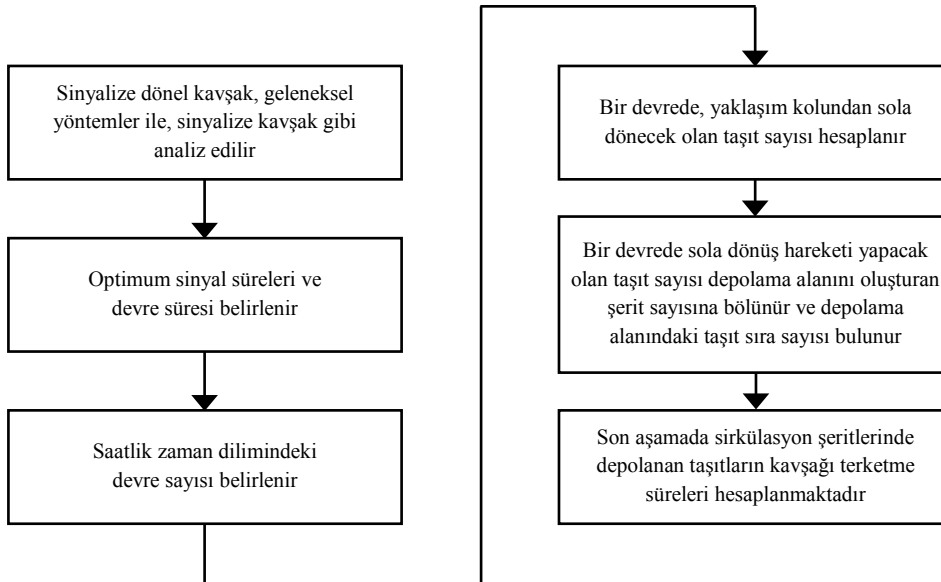 Sinyalize dönel kavşak, geleneksel
yöntemler ile, sinyalize kavşak gibi
analiz edilir
Optimum sinyal süreleri ve
devre süresi belirlenir
Saatlik zaman dilimindeki
devre sayısı belirlenir
Bir devrede, yaklaşım kolundan sola
dönecek olan taşıt sayısı hesaplanır
Bir devrede sola dönüş hareketi yapacak
olan taşıt sayısı depolama alanını oluşturan
şerit sayısına bölünür ve depolama
alanındaki taşıt sıra sayısı bulunur
Son aşamada sirkülasyon şeritlerinde
depolanan taşıtların kavşağı terketme
süreleri hesaplanmaktadır